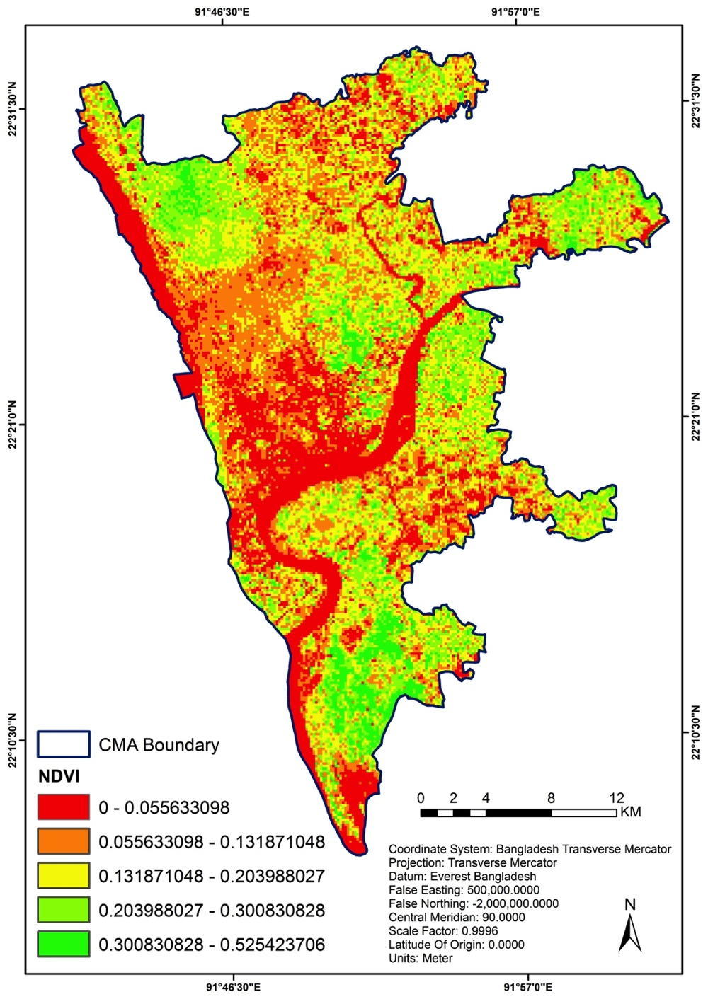 91°46'30"E
91°57'0"E
22°31'30"N
22°31'30"N
22°21'0"N
22°21'0"N
22°10'30"N
22°10'30"N
CMA Boundary
NDVI
0 - 0.055633098
0.055633098 - 0.131871048
0.131871048 - 0.203988027
0.203988027 - 0.300830828
0.300830828 - 0.525423706
0 2 4 8 12
KM
Coordinate System: Bangladesh Transverse Mercator
Projection: Transverse Mercator
Datum: Everest Bangladesh
False Easting: 500,000.0000
False Northing: -2,000,000.0000
Central Meridian: 90.0000
Scale Factor: 0.9996
Latitude Of Origin: 0.0000
Units: Meter
N
91°46'30"E
91°57'0"E